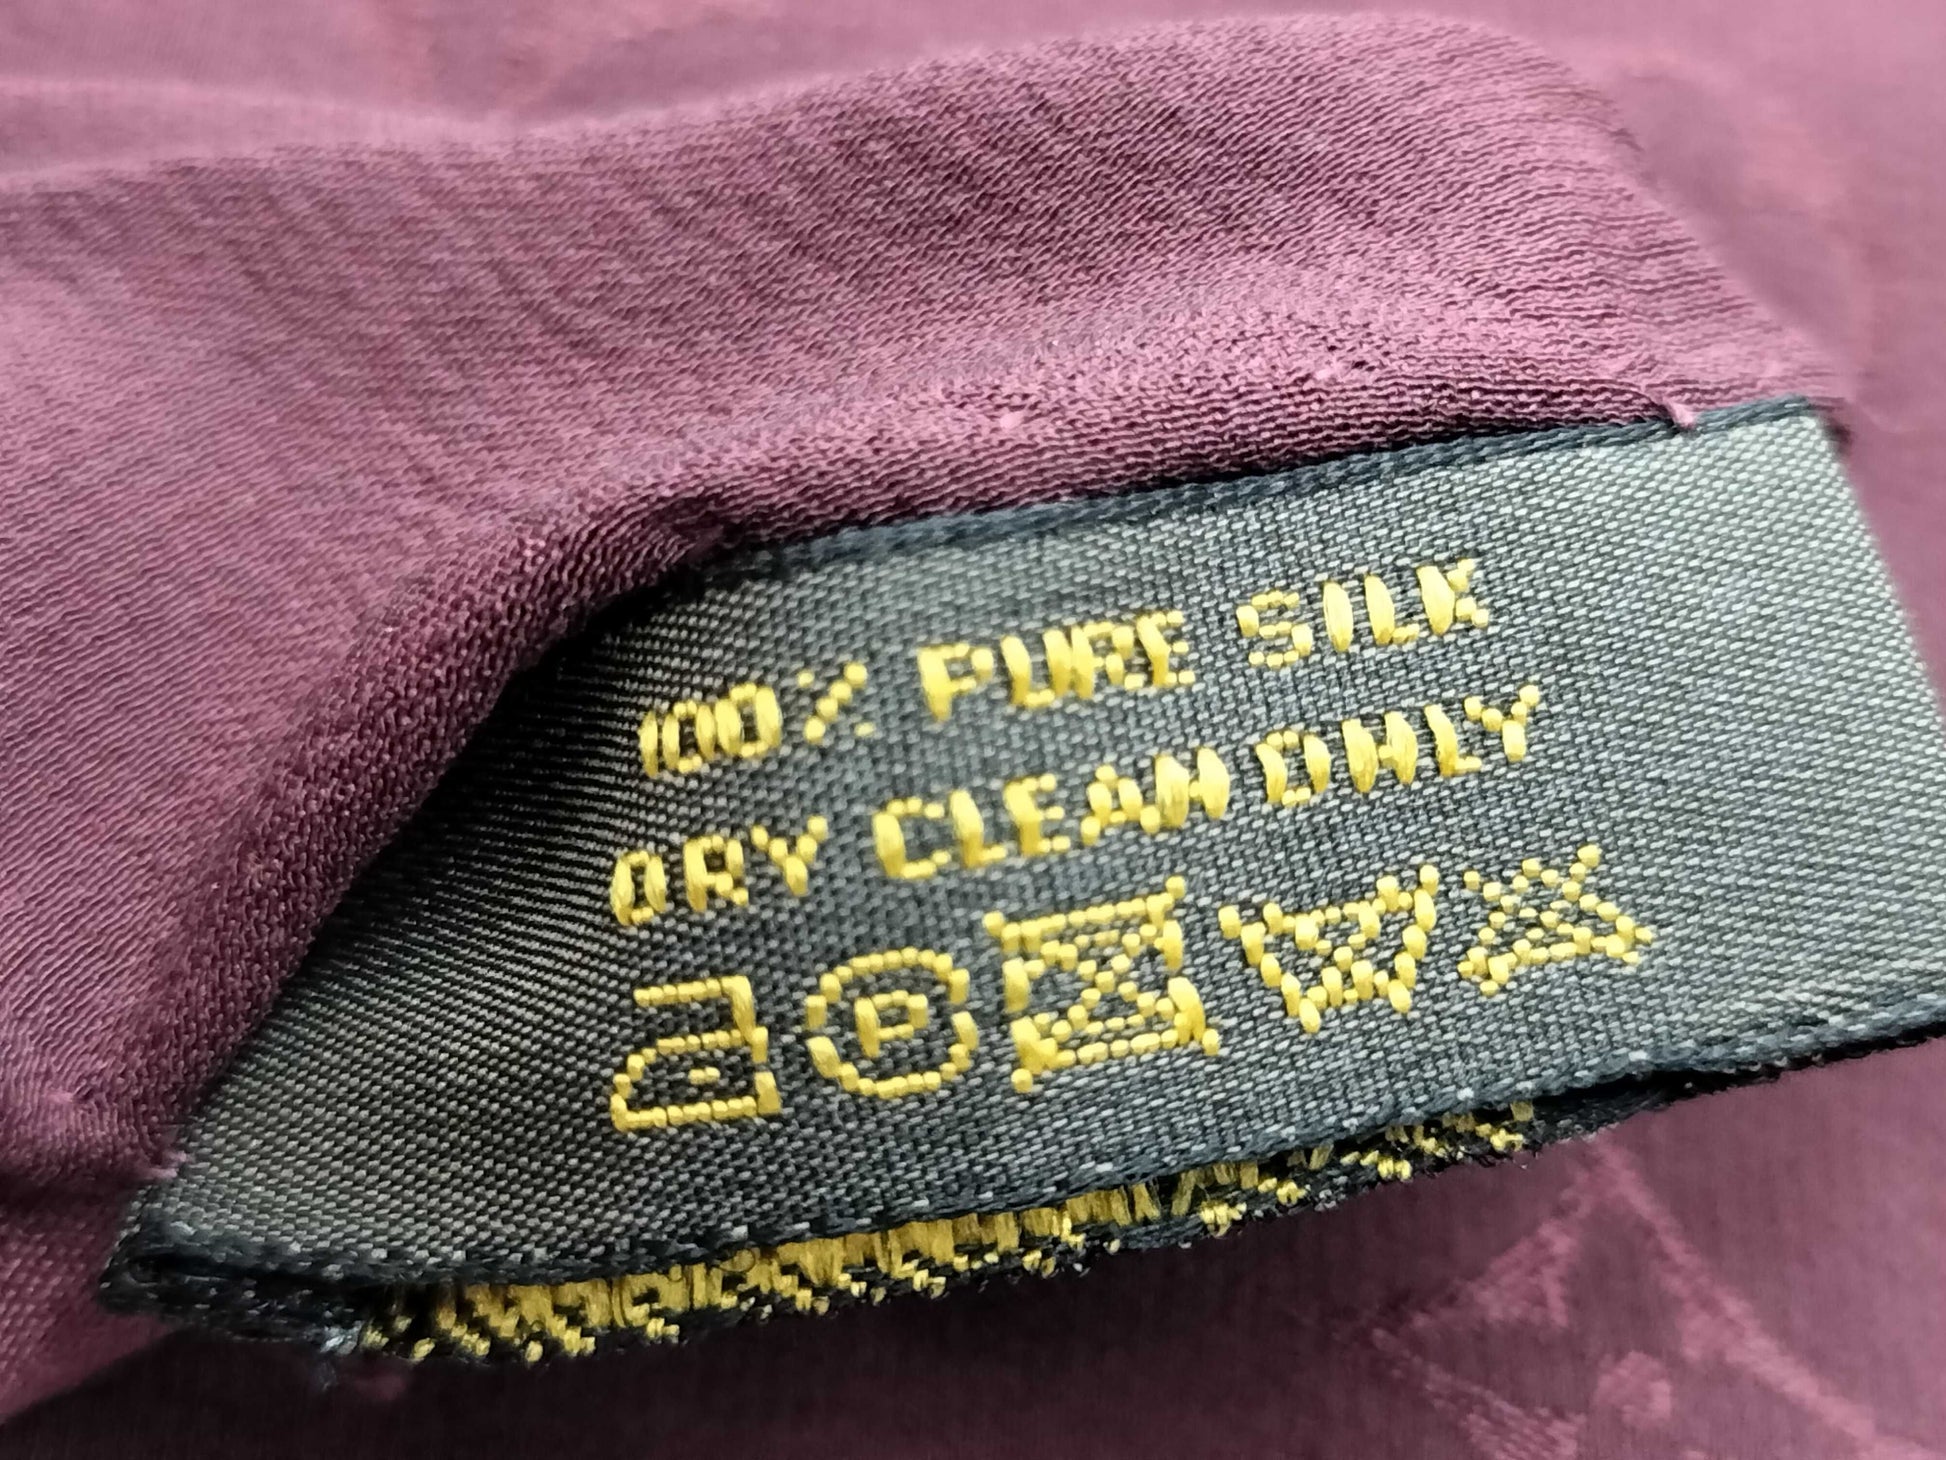 100% PURE SILK
DRY CLEAN ONLY
P